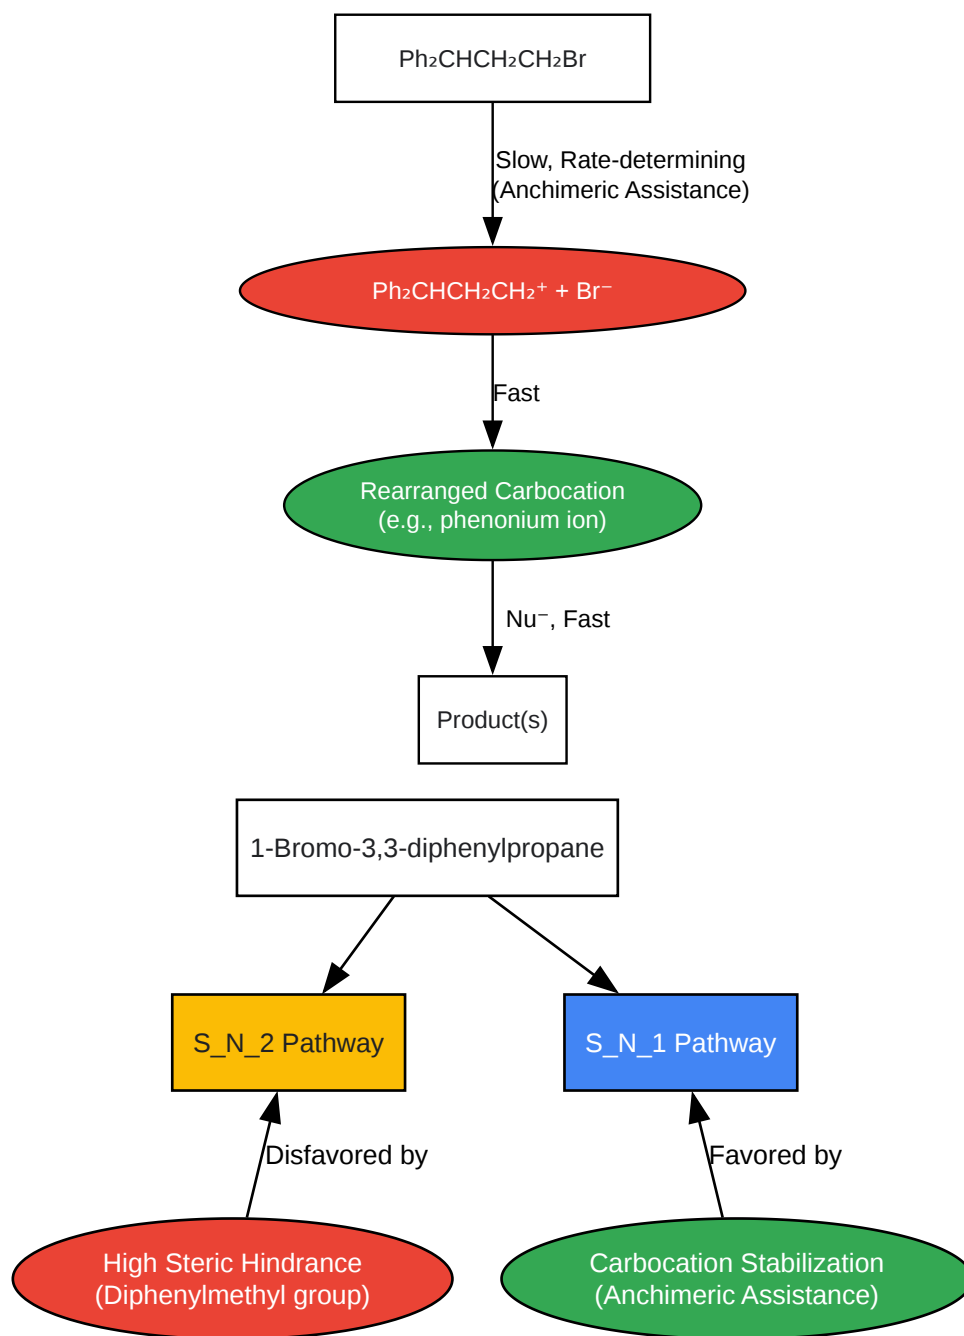 Ph₂CHCH₂CH₂Br
Slow, Rate-determining
(Anchimeric Assistance)
Ph₂CHCH₂CH₂⁺ + Br⁻
Fast
Rearranged Carbocation
(e.g., phenonium ion)
Nu⁻, Fast
Product(s)
1-Bromo-3,3-diphenylpropane
S_N_2 Pathway
S_N_1 Pathway
Disfavored by
Favored by
High Steric Hindrance
(Diphenylmethyl group)
Carbocation Stabilization
(Anchimeric Assistance)